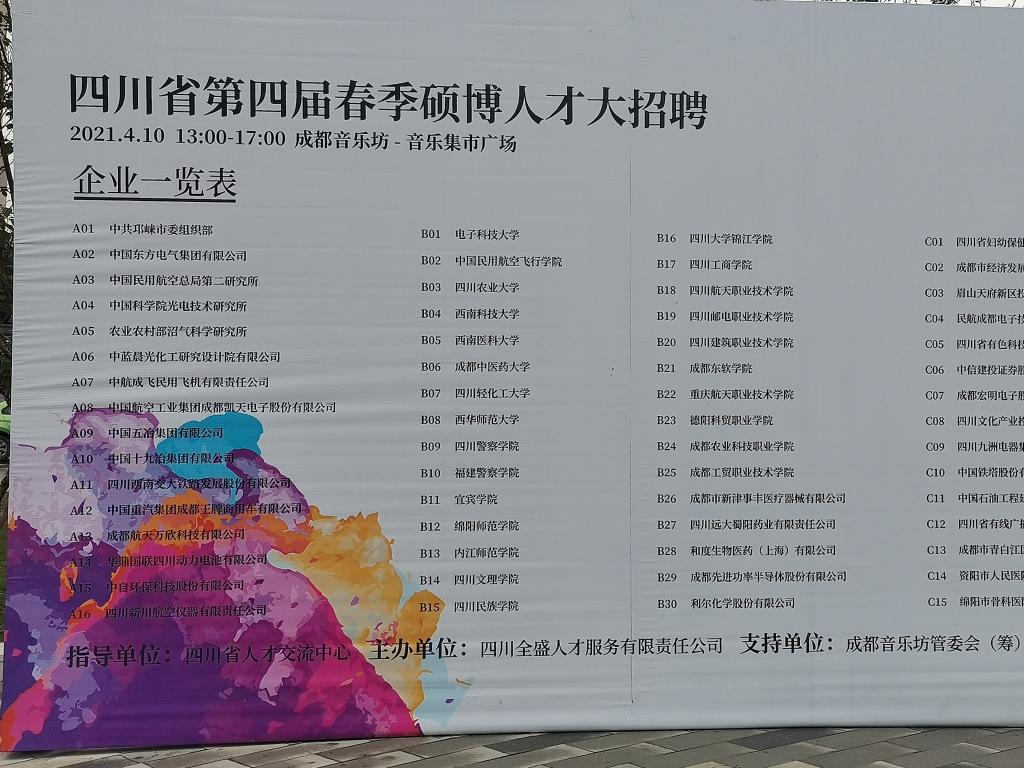 四川省第四届春季硕博人才大招聘
2021.4.10 13:00-17:00 成都音乐坊 - 音乐集市广场
企业一览表
A01 中共邛崃市委组织部
A02 中国东方电气集团有限公司
A03 中国民用航空总局第二研究所
A04 中国科学院光电技术研究所
A05 农业农村部沼气科学研究所
A06 中蓝晨光化工研究设计院有限公司
A07 中航成飞民用飞机有限责任公司
A08 中国航空工业集团成都凯天电子股份有限公司
A09 中国五冶集团有限公司
A10 中国十九冶集团有限公司
A11 四川西南交大铁路发展股份有限公司
A12 中国重汽集团成都王牌商用车有限公司
A13 成都航天万欣科技有限公司
A14 华鼎国联四川动力电池有限公司
A15 中自环保科技股份有限公司
A16 四川新川航空仪器有限责任公司
B01 电子科技大学
B02 中国民用航空飞行学院
B03 四川农业大学
B04 西南科技大学
B05 西南医科大学
B06 成都中医药大学
B07 四川轻化工大学
B08 西华师范大学
B09 四川警察学院
B10 福建警察学院
B11 宜宾学院
B12 绵阳师范学院
B13 内江师范学院
B14 四川文理学院
B15 四川民族学院
B16 四川大学锦江学院
B17 四川工商学院
B18 四川航天职业技术学院
B19 四川邮电职业技术学院
B20 四川建筑职业技术学院
B21 成都东软学院
B22 重庆航天职业技术学院
B23 德阳科贸职业学院
B24 成都农业科技职业学院
B25 成都工贸职业技术学院
B26 成都市新津事丰医疗器械有限公司
B27 四川远大蜀阳药业有限责任公司
B28 和度生物医药（上海）有限公司
B29 成都先进功率半导体股份有限公司
B30 利尔化学股份有限公司
C01 四川省妇幼保健
C02 成都市经济发展
C03 眉山天府新区投
C04 民航成都电子技
C05 四川省有色科技
C06 中信建投证券股
C07 成都宏明电子股
C08 四川文化产业投
C09 四川九洲电器集
C10 中国铁塔股份有
C11 中国石油工程建
C12 四川省有线广播
C13 成都市青白江区
C14 资阳市人民医院
C15 绵阳市骨科医院
指导单位：四川省人才交流中心 主办单位：四川全盛人才服务有限责任公司 支持单位：成都音乐坊管委会（筹）